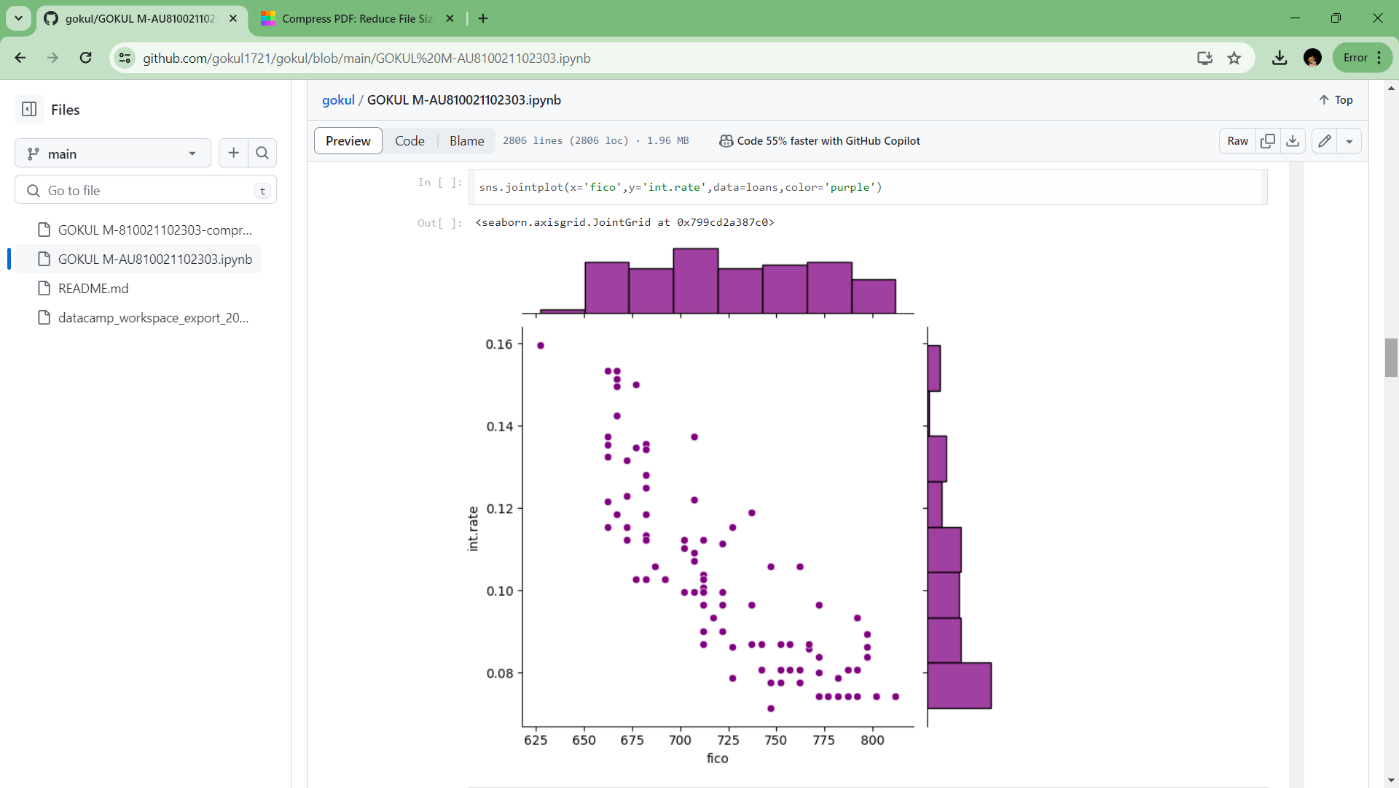 gokul/GOKUL M-AU810021102
Compress PDF: Reduce File Siz
github.com/gokul1721/gokul/blob/main/GOKUL%20M-AU810021102303.ipynb
Error
Files
gokul / GOKUL M-AU810021102303.ipynb
Top
main
Preview
Code
Blame
2806 lines (2806 loc) · 1.96 MB
Code 55% faster with GitHub Copilot
Raw
Go to file
t
GOKUL M-810021102303-compr...
GOKUL M-AU810021102303.ipynb
README.md
datacamp_workspace_export_20...
In [ ]:
sns.jointplot(x='fico',y='int.rate',data=loans,color='purple')
Out[ ]:
<seaborn.axisgrid.JointGrid at 0x799cd2a387c0>
0.16
0.14
0.12
0.10
0.08
int.rate
625 650 675 700 725 750 775 800
fico